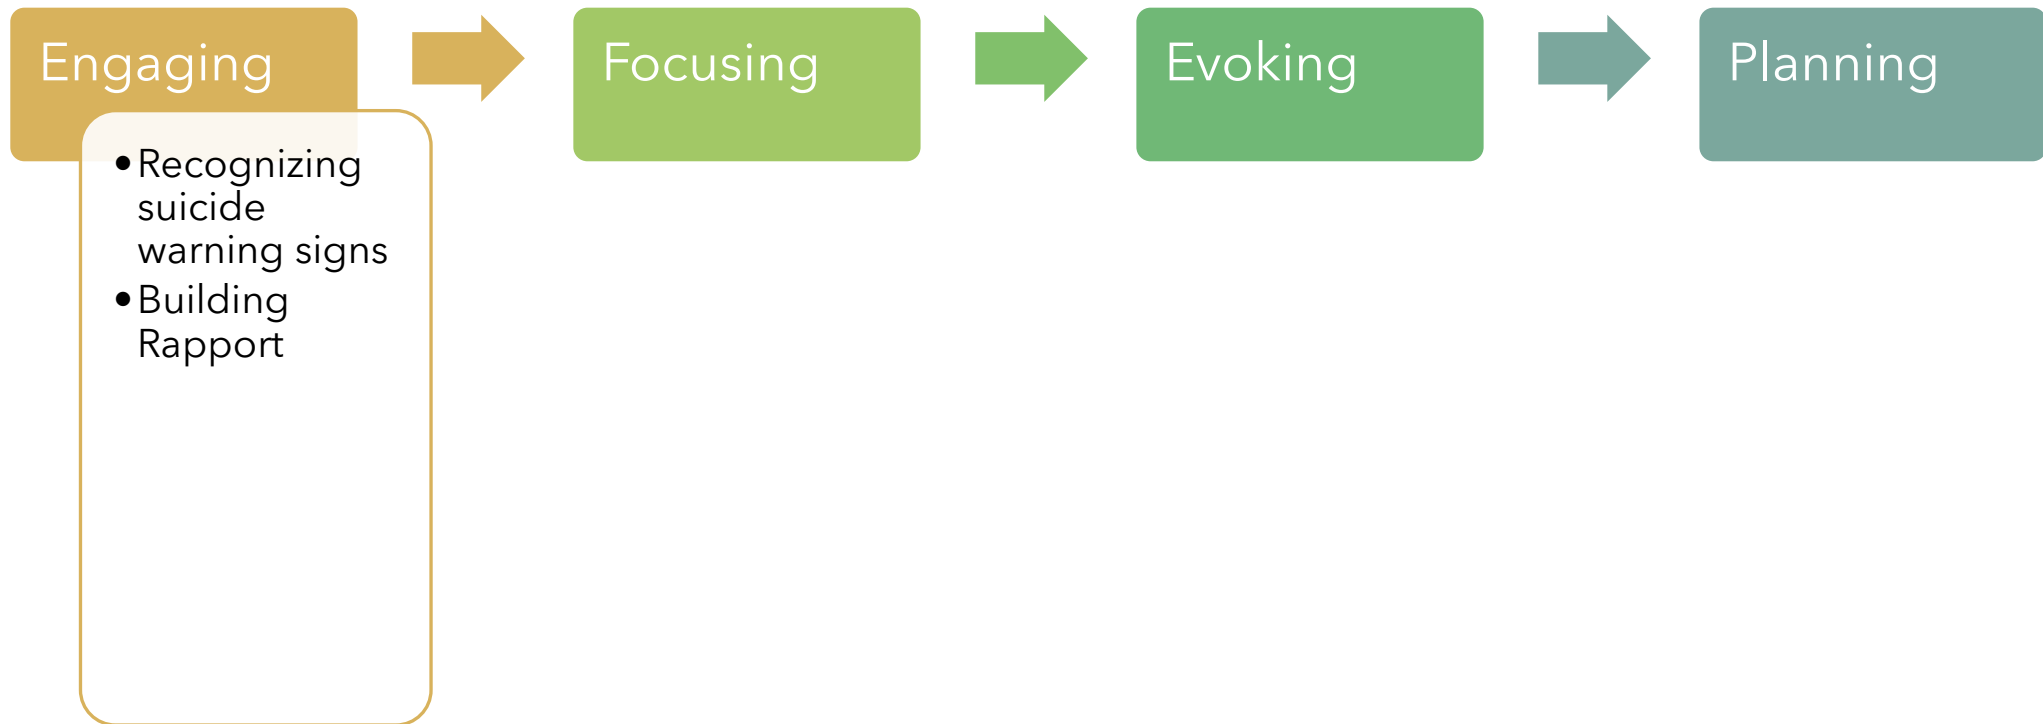 Engaging
Focusing
Evoking
Planning
•Recognizing
suicide
warning signs
•Building
Rapport